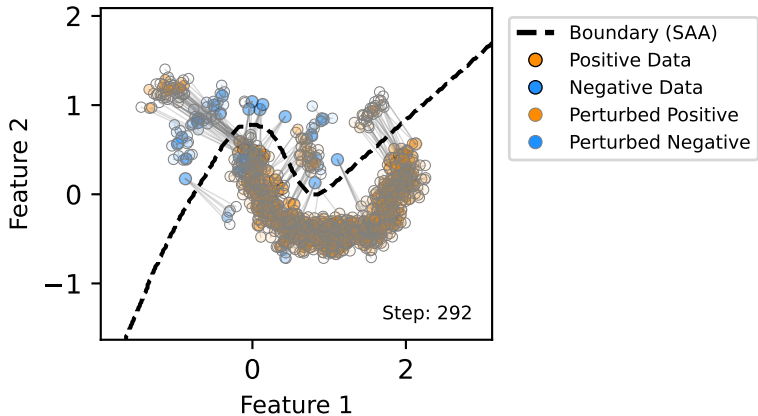 2
1
0
−1
Feature 2
0
2
Feature 1
Step: 292
Boundary (SAA)
Positive Data
Negative Data
Perturbed Positive
Perturbed Negative